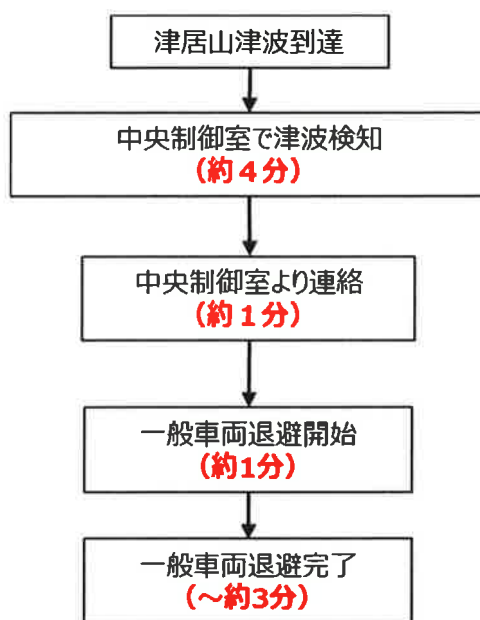 津居山津波到達
中央制御室で津波検知
（約４分）
中央制御室より連絡
（約１分）
一般車両退避開始
（約1分）
一般車両退避完了
（～約3分）